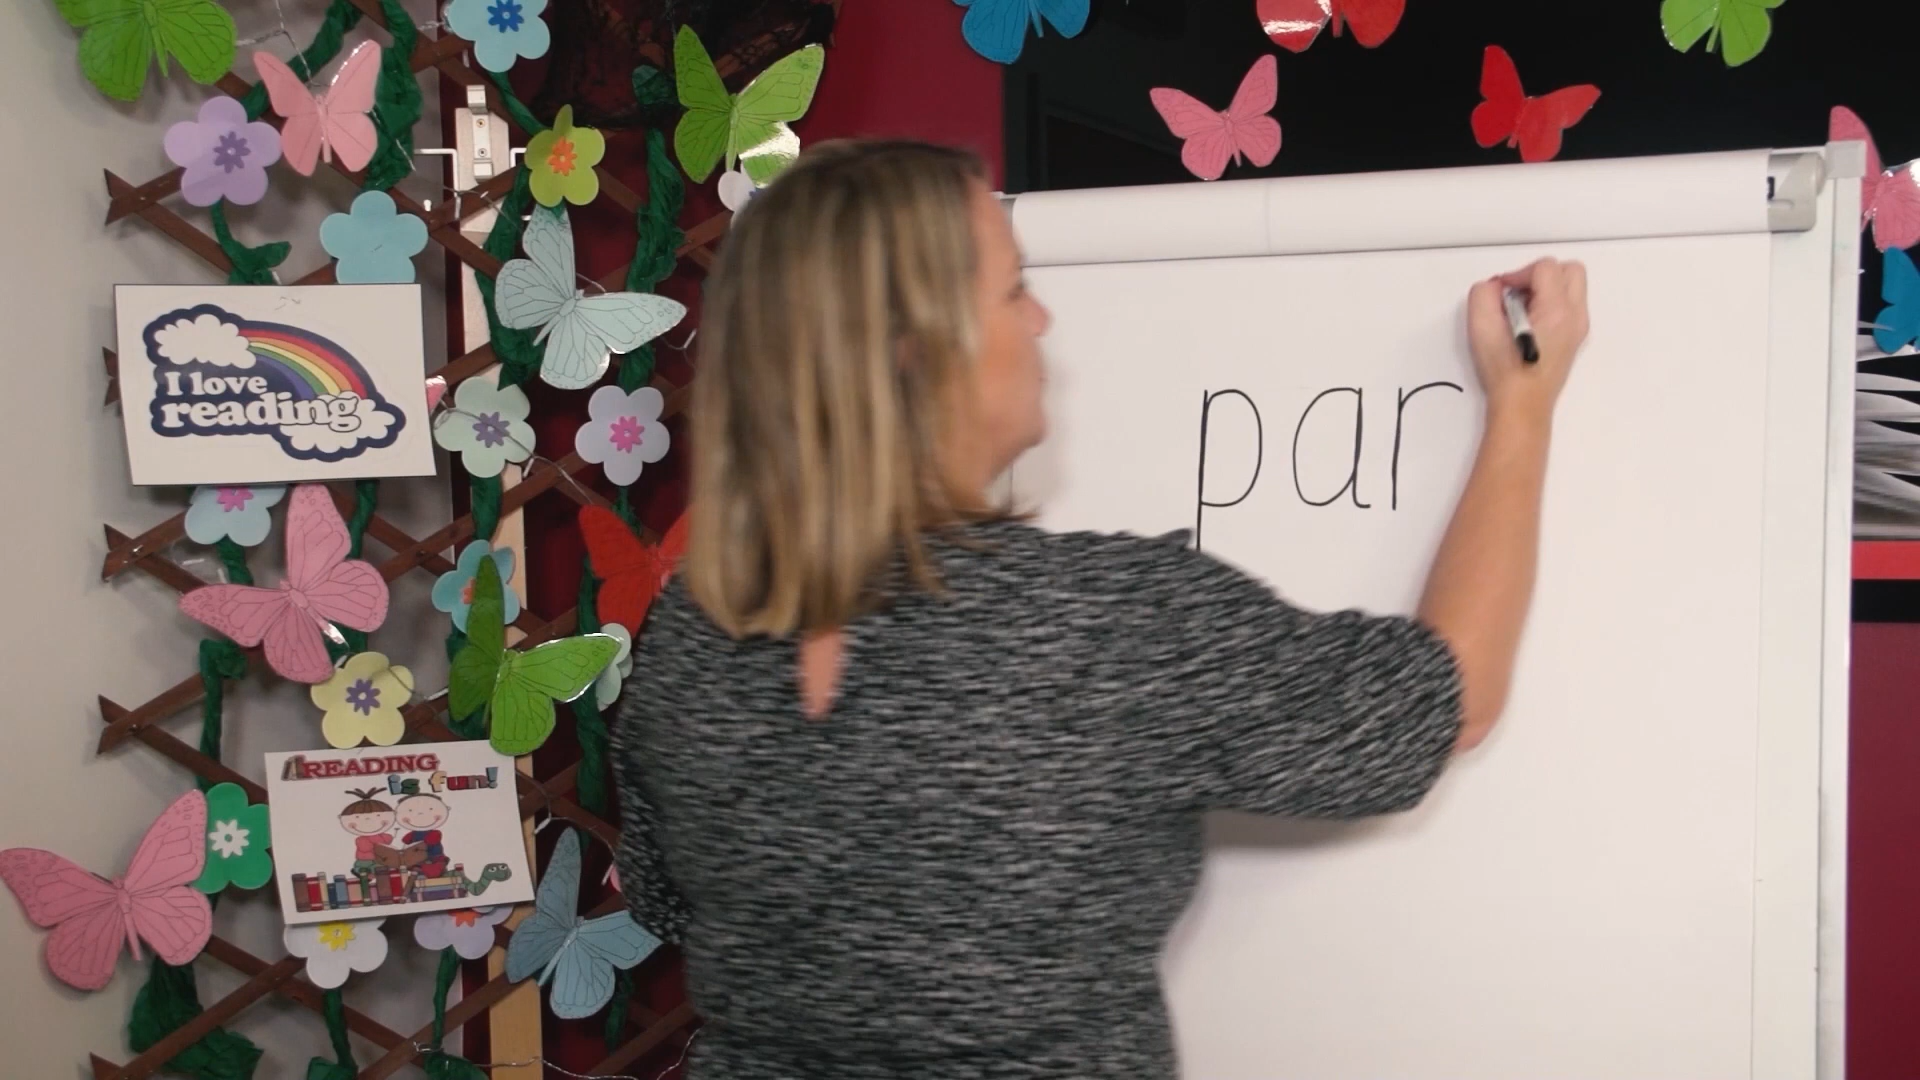 I love
reading
READING
is fun!
par